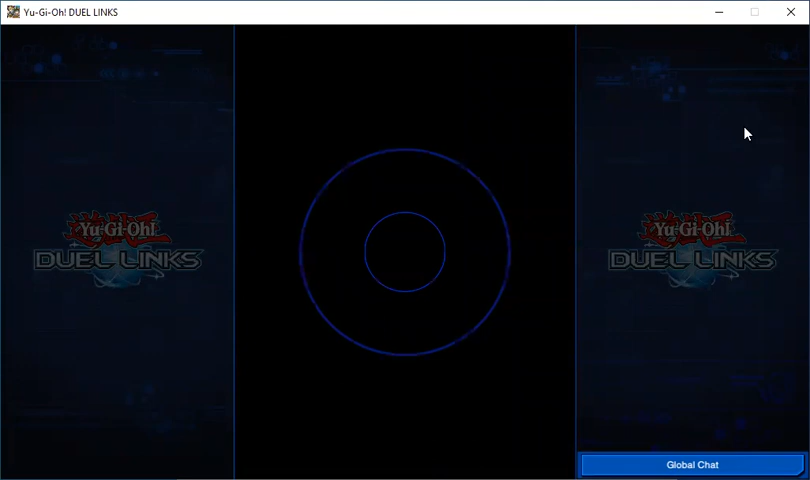 Yu-Gi-Oh! DUEL LINKS
Yu-Gi-Oh!
DUEL LINKS
Yu-Gi-Oh!
DUEL LINKS
Global Chat